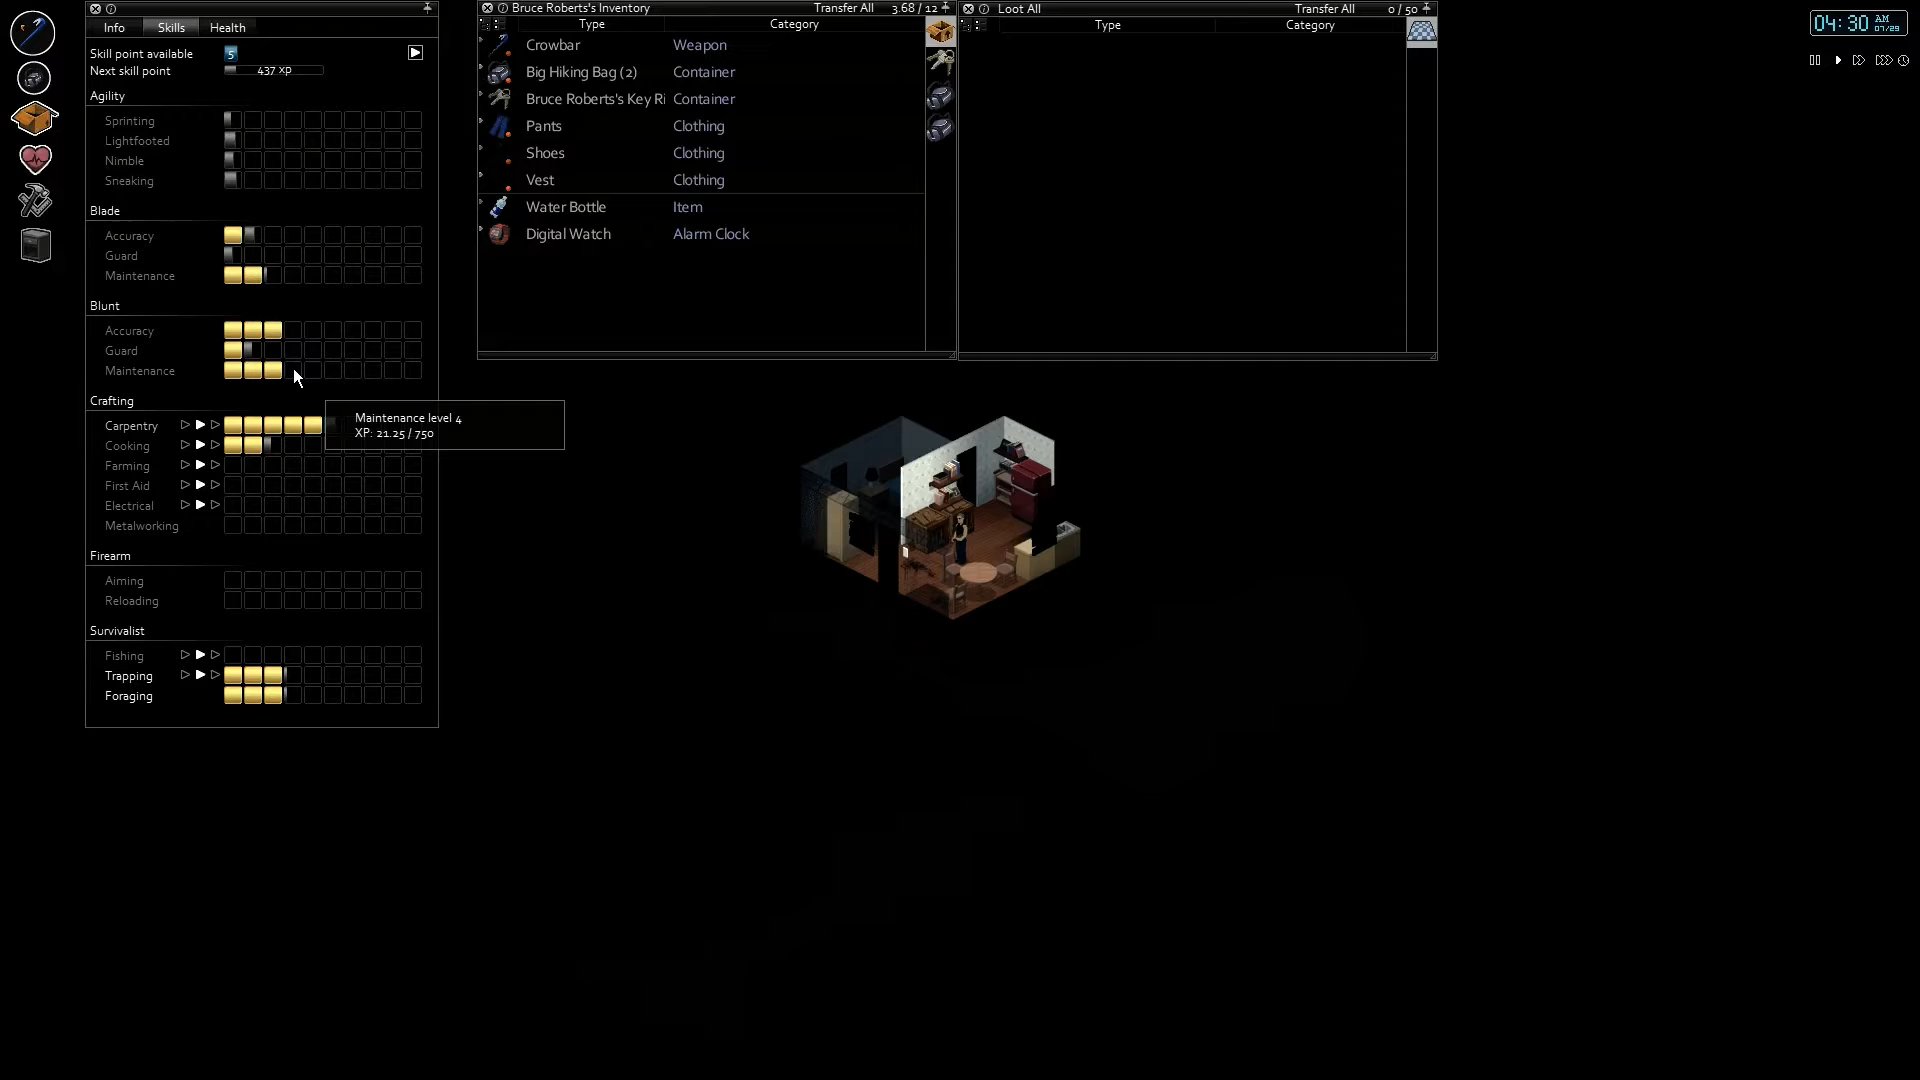 Info Skills Health
Skill point available 5
Next skill point 437 xp
Agility
Sprinting
Lightfooted
Nimble
Sneaking
Blade
Accuracy
Guard
Maintenance
Blunt
Accuracy
Guard
Maintenance
Crafting
Carpentry
Cooking
Farming
First Aid
Electrical
Metalworking
Maintenance level 4
XP: 21.25 / 750
Firearm
Aiming
Reloading
Survivalist
Fishing
Trapping
Foraging
Bruce Roberts's Inventory Transfer All 3.68 / 12
Type Category
Crowbar Weapon
Big Hiking Bag (2) Container
Bruce Roberts's Key Ri Container
Pants Clothing
Shoes Clothing
Vest Clothing
Water Bottle Item
Digital Watch Alarm Clock
Loot All Transfer All 0 / 50
Type Category
04:30 AM
07/29